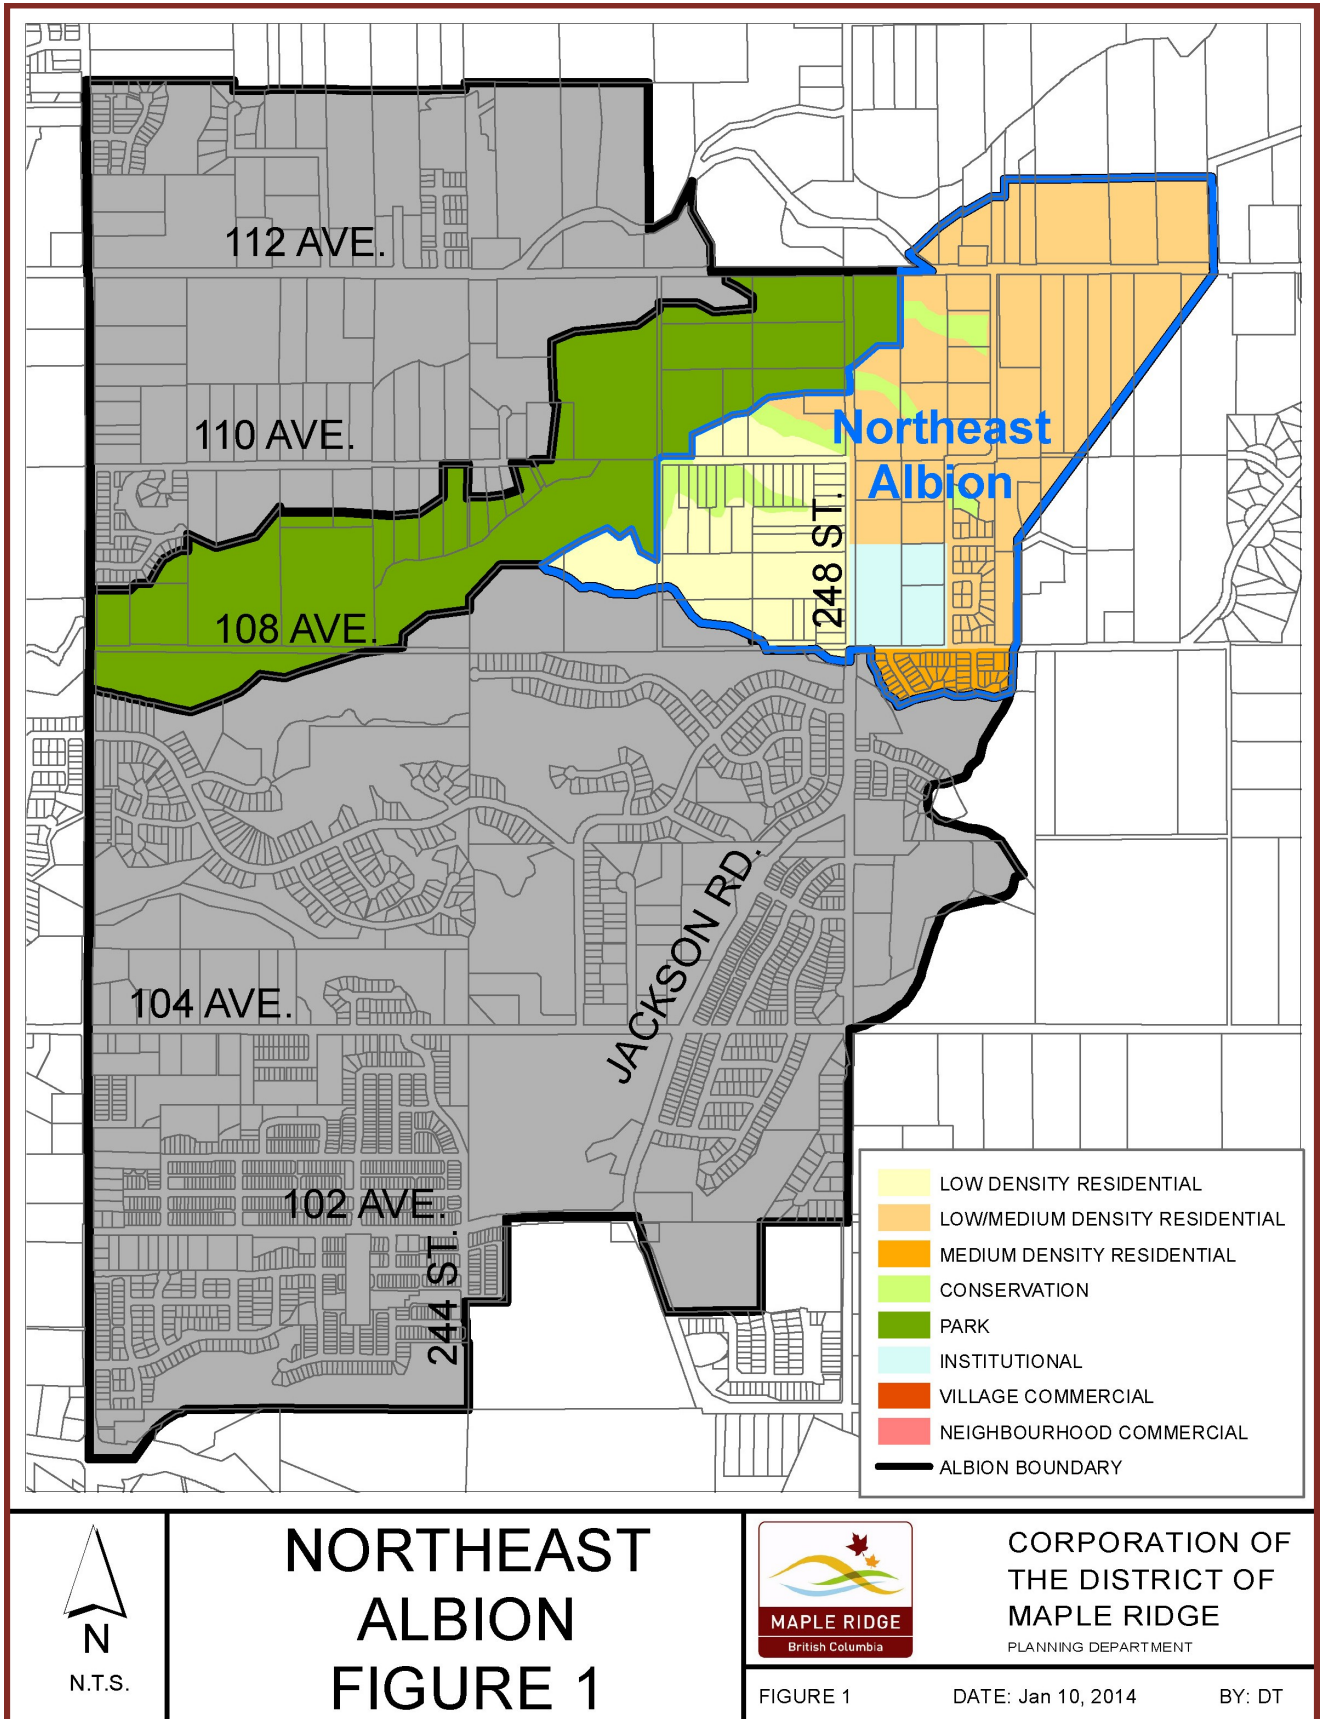 112 AVE.
110 AVE.
Northeast
Albion
248 ST.
108 AVE.
JACKSON RD.
104 AVE.
102 AVE.
244 ST.
LOW DENSITY RESIDENTIAL
LOW/MEDIUM DENSITY RESIDENTIAL
MEDIUM DENSITY RESIDENTIAL
CONSERVATION
PARK
INSTITUTIONAL
VILLAGE COMMERCIAL
NEIGHBOURHOOD COMMERCIAL
ALBION BOUNDARY
N
N.T.S.
NORTHEAST
ALBION
FIGURE 1
MAPLE RIDGE
British Columbia
CORPORATION OF
THE DISTRICT OF
MAPLE RIDGE
PLANNING DEPARTMENT
FIGURE 1
DATE: Jan 10, 2014
BY: DT